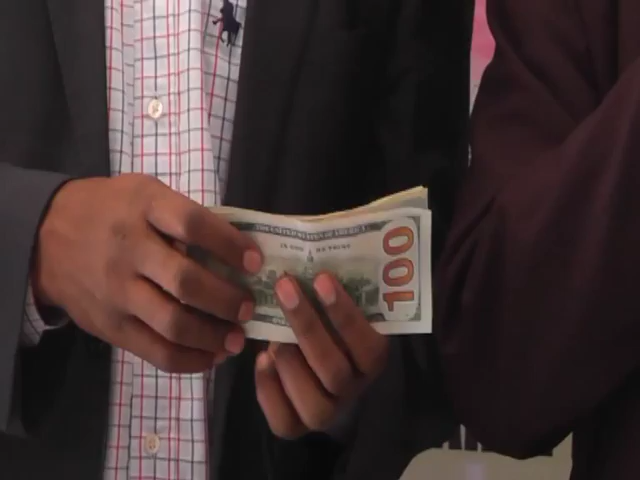 THE UNITED STATES OF AMERICA
IN GOD WE TRUST
100